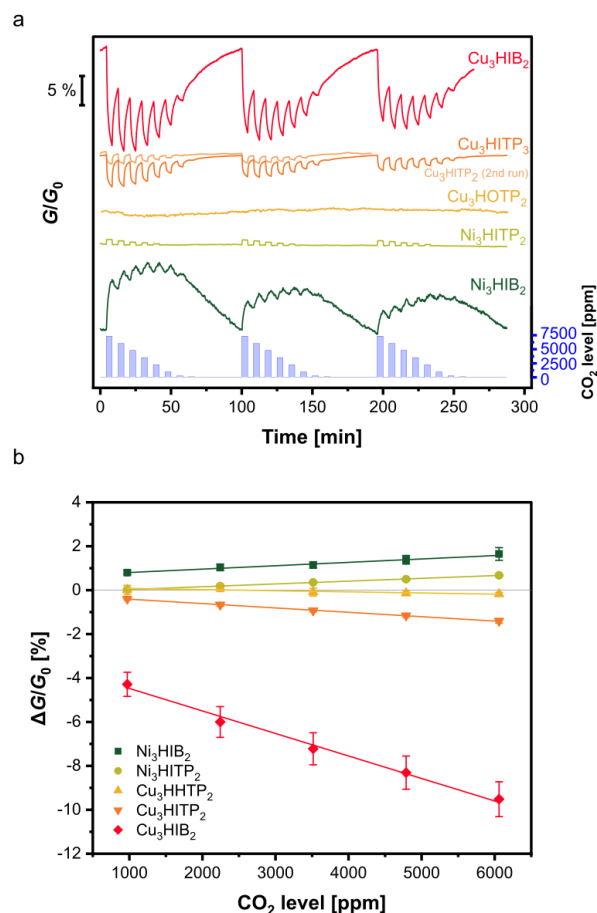 a
5 %
G/G₀
Cu₃HIB₂
Cu₃HITP₃
Cu₃HITP₂ (2nd run)
Cu₃HOTP₂
Ni₃HITP₂
Ni₃HIB₂
7500
5000
2500
0
CO₂ level [ppm]
0 50 100 150 200 250 300
Time [min]
b
4
2
0
-2
-4
-6
-8
-10
-12
ΔG/G₀ [%]
Ni₃HIB₂
Ni₃HITP₂
Cu₃HHTP₂
Cu₃HITP₂
Cu₃HIB₂
1000 2000 3000 4000 5000 6000
CO₂ level [ppm]